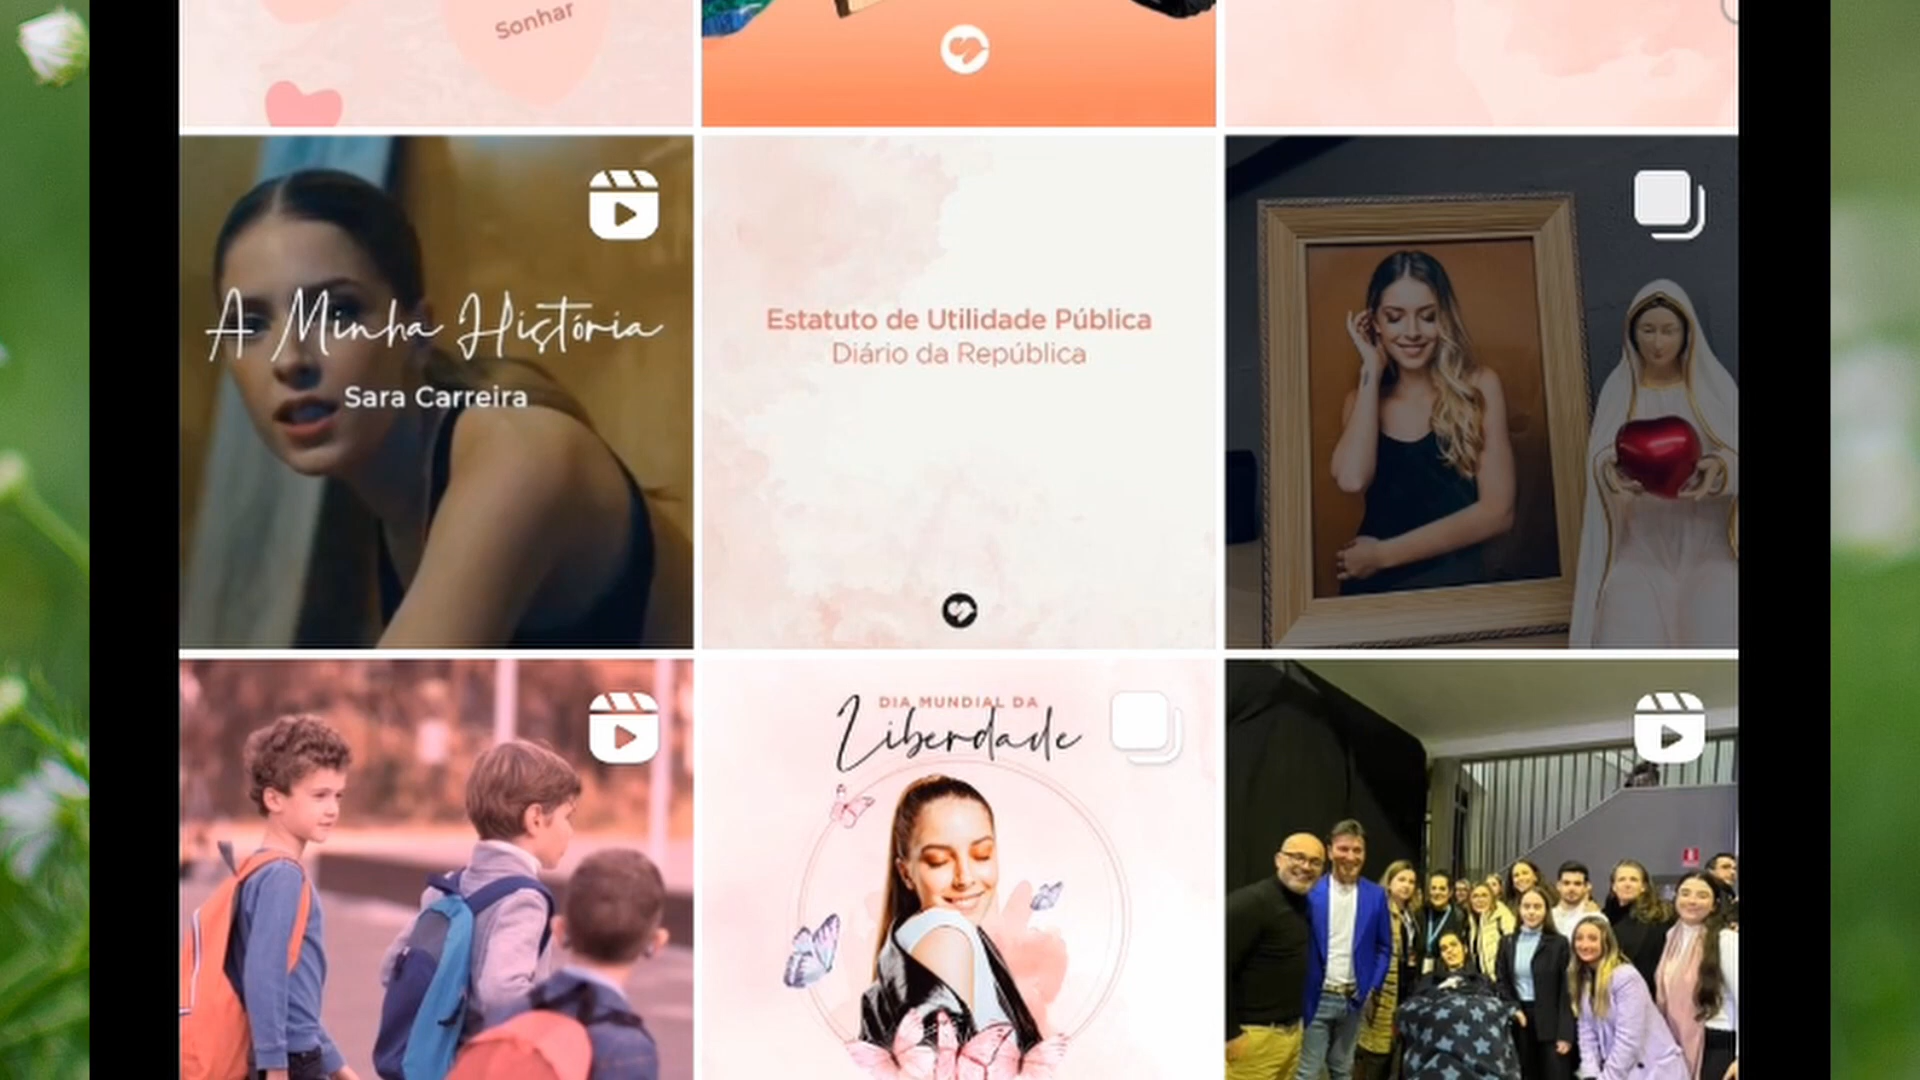 Sonhar
A Minha História
Sara Carreira
Estatuto de Utilidade Pública
Diário da República
DIA MUNDIAL DA
Liberdade